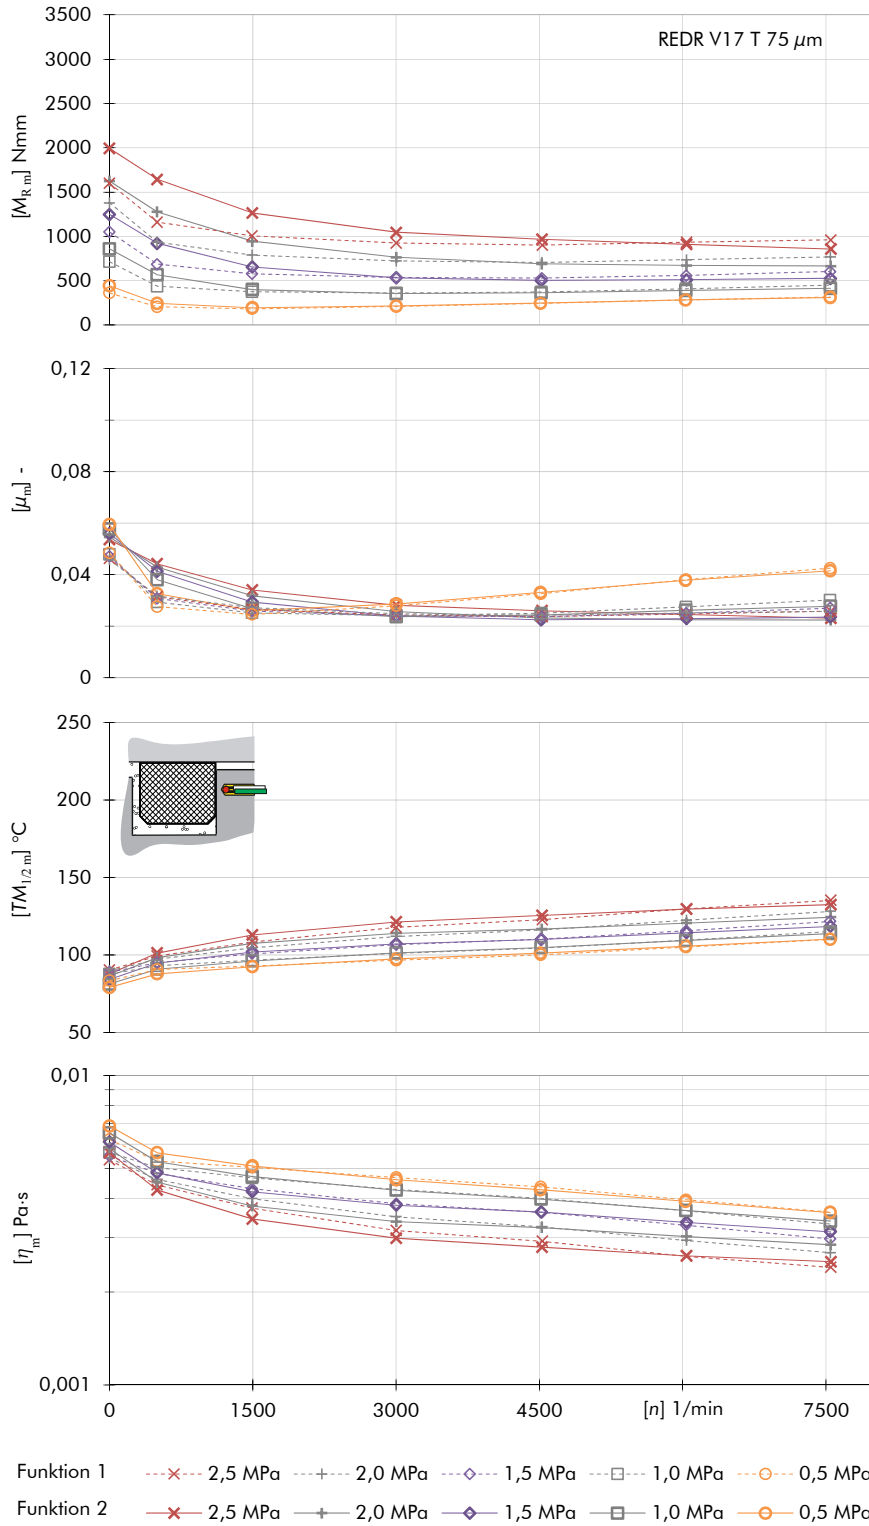 3500
REDR V17 T 75 μm
3000
2500
2000
1500
1000
500
0
[M_R m] Nmm
0,12
0,08
0,04
0
[μ_m] -
250
200
150
100
50
[TM_1/2 m] °C
0,01
0,001
[η_m] Pa·s
0 1500 3000 4500 [n] 1/min 7500
Funktion 1 2,5 MPa 2,0 MPa 1,5 MPa 1,0 MPa 0,5 MPa
Funktion 2 2,5 MPa 2,0 MPa 1,5 MPa 1,0 MPa 0,5 MPa